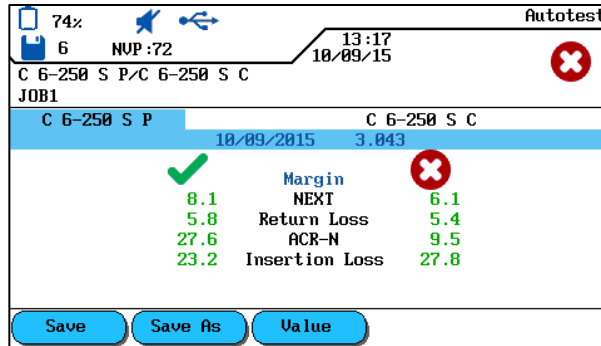 74% Autotest
6 NVP:72 13:17
10/09/15
C 6-250 S P/C 6-250 S C
JOB1
C 6-250 S P C 6-250 S C
10/09/2015 3.043
Margin
8.1 NEXT 6.1
5.8 Return Loss 5.4
27.6 ACR-N 9.5
23.2 Insertion Loss 27.8
Save Save As Value